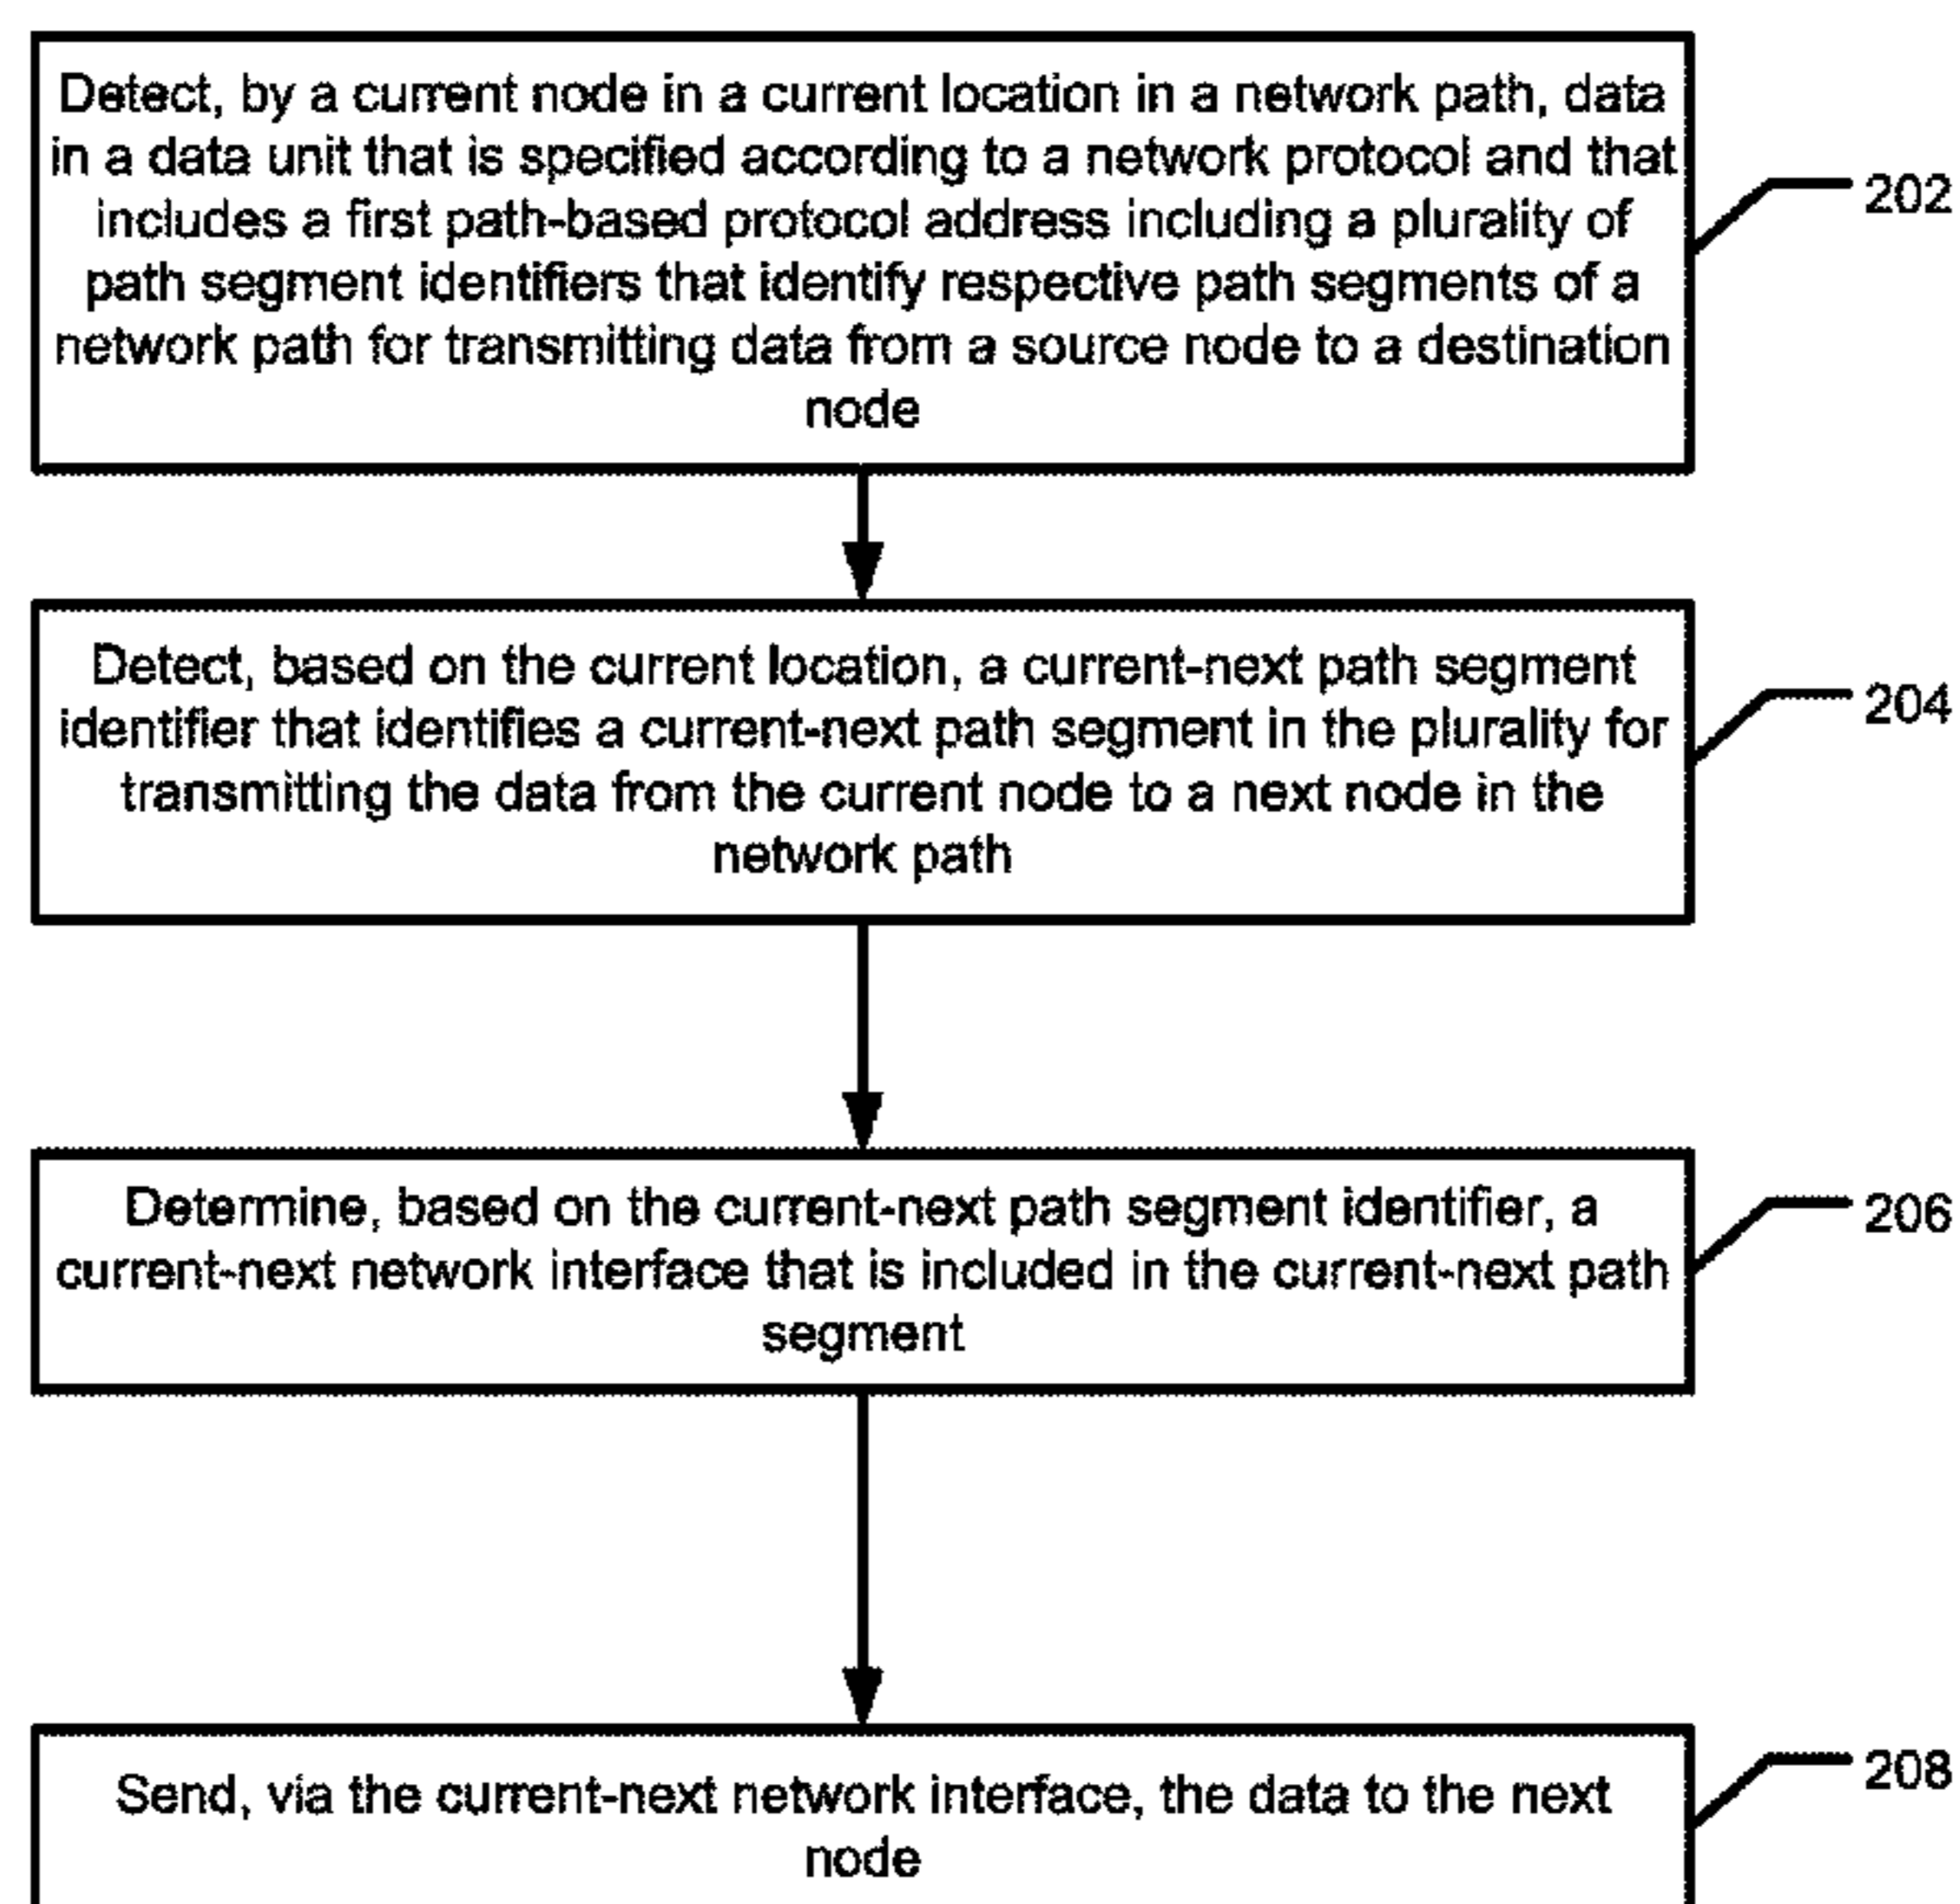 Detect, by a current node in a current location in a network path, data
in a data unit that is specified according to a network protocol and that
includes a first path-based protocol address including a plurality of
path segment identifiers that identify respective path segments of a
network path for transmitting data from a source node to a destination
node
202
Detect, based on the current location, a current-next path segment
identifier that identifies a current-next path segment in the plurality for
transmitting the data from the current node to a next node in the
network path
204
Determine, based on the current-next path segment identifier, a
current-next network interface that is included in the current-next path
segment
206
Send, via the current-next network interface, the data to the next
node
208